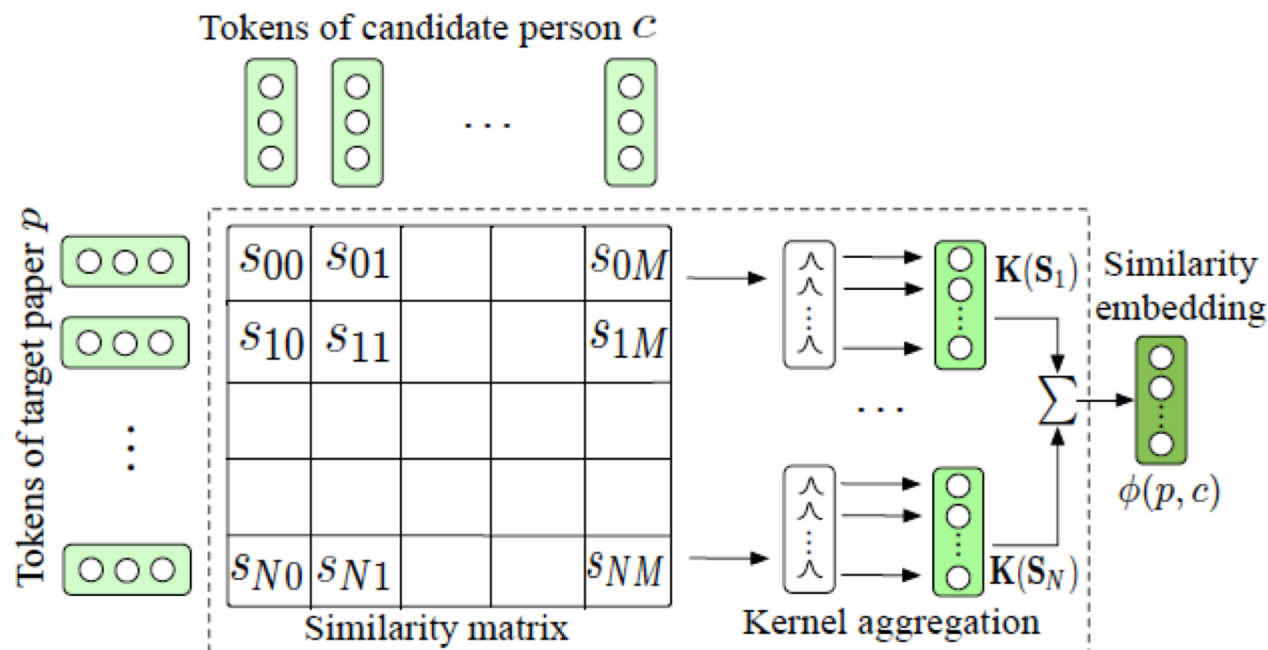 Tokens of candidate person c
...
Tokens of target paper p
s00 s01 s0M
s10 s11 s1M
...
sN0 sN1 sNM
Similarity matrix
K(S1)
...
K(SN)
Kernel aggregation
∑
Similarity
embedding
ϕ(p, c)